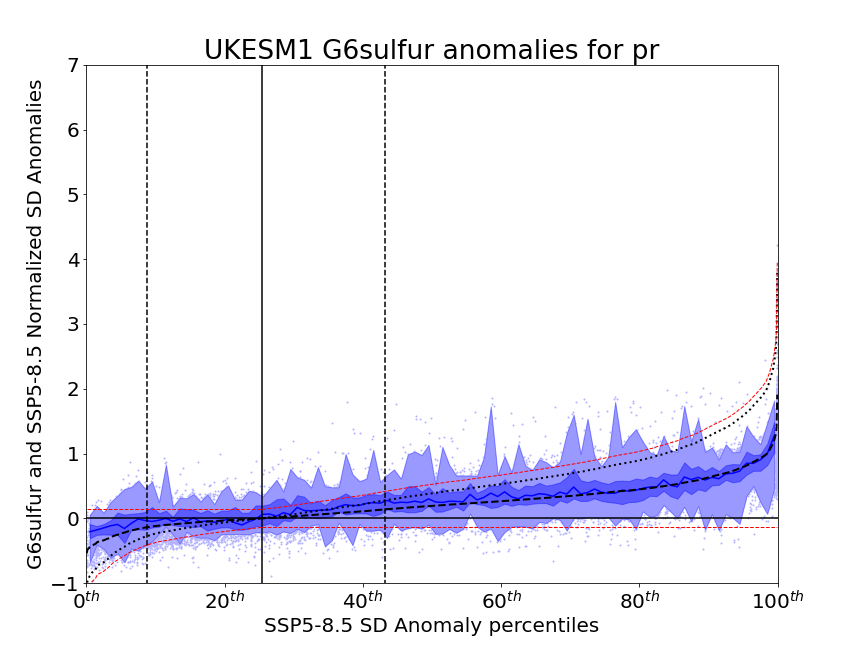 UKESM1 G6sulfur anomalies for pr
G6sulfur and SSP5-8.5 Normalized SD Anomalies
7
6
5
4
3
2
1
0
−1
0th 20th 40th 60th 80th 100th
SSP5-8.5 SD Anomaly percentiles